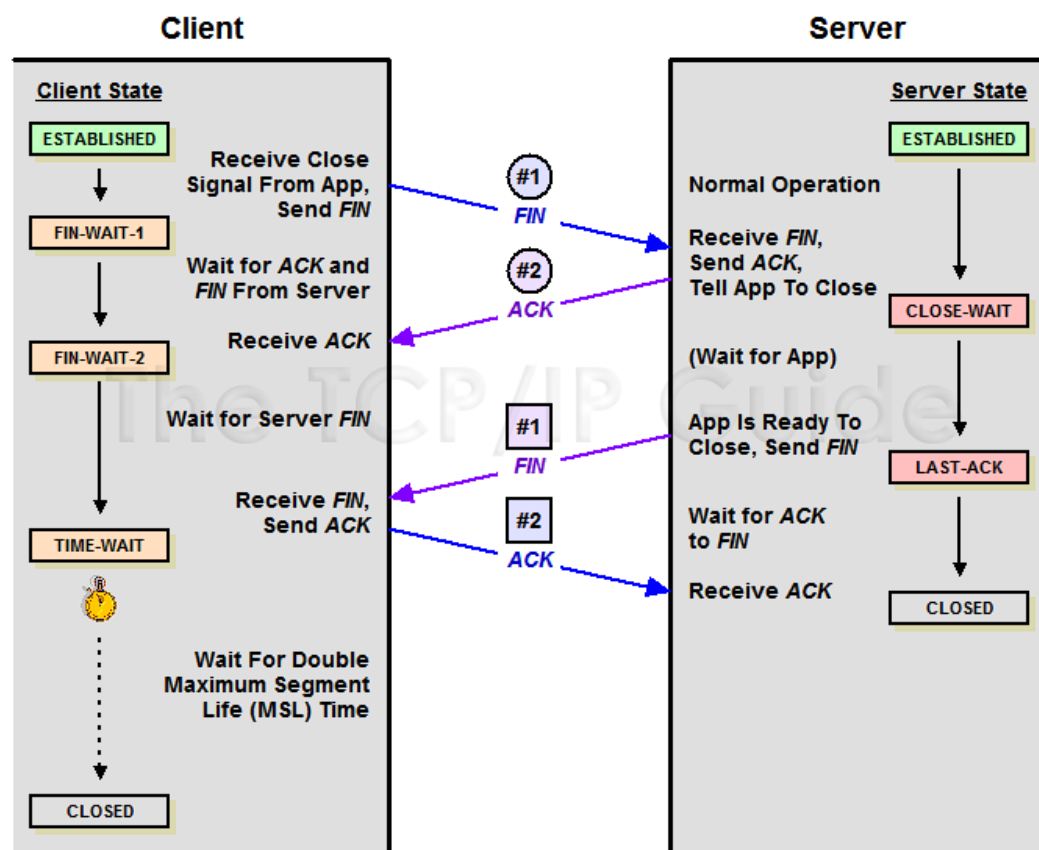 Client
Server
Client State
ESTABLISHED
Receive Close
Signal From App,
Send FIN
FIN-WAIT-1
Wait for ACK and
FIN From Server
Receive ACK
FIN-WAIT-2
Wait for Server FIN
Receive FIN,
Send ACK
TIME-WAIT
Wait For Double
Maximum Segment
Life (MSL) Time
CLOSED
#1
FIN
#2
ACK
#1
FIN
#2
ACK
Server State
ESTABLISHED
Normal Operation
Receive FIN,
Send ACK,
Tell App To Close
CLOSE-WAIT
(Wait for App)
App Is Ready To
Close, Send FIN
LAST-ACK
Wait for ACK
to FIN
Receive ACK
CLOSED
The TCP/IP Guide